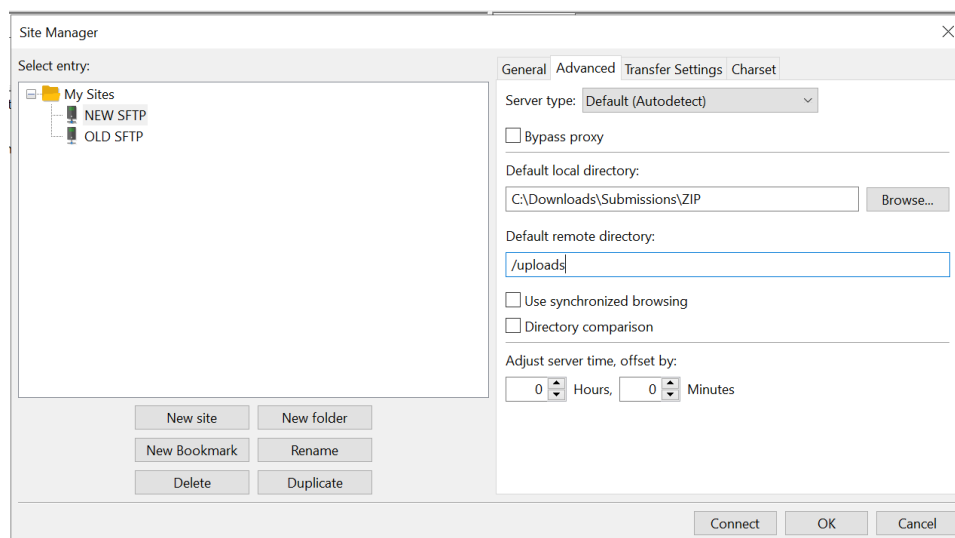 Site Manager
Select entry:
My Sites
NEW SFTP
OLD SFTP
New site
New folder
New Bookmark
Rename
Delete
Duplicate
General
Advanced
Transfer Settings
Charset
Server type:
Default (Autodetect)
Bypass proxy
Default local directory:
C:\Downloads\Submissions\ZIP
Browse...
Default remote directory:
/uploads
Use synchronized browsing
Directory comparison
Adjust server time, offset by:
0 Hours, 0 Minutes
Connect
OK
Cancel